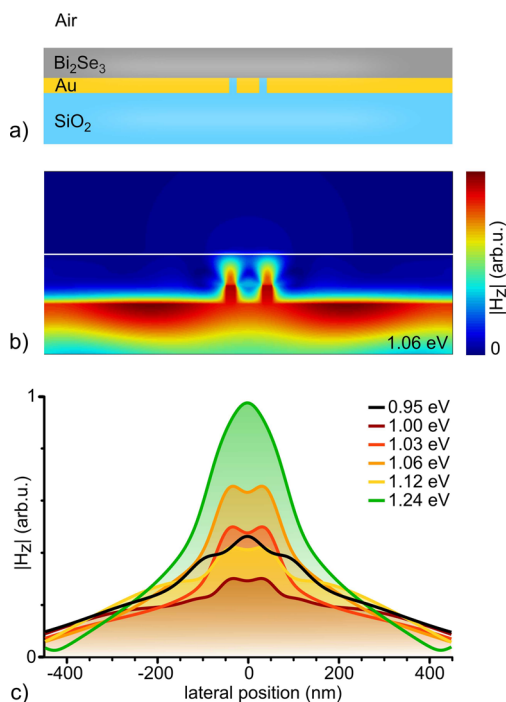 Air
Bi₂Se₃
Au
SiO₂
a)
|Hz| (arb.u.)
0
1.06 eV
b)
1
0.95 eV
1.00 eV
1.03 eV
1.06 eV
1.12 eV
1.24 eV
|Hz| (arb.u.)
0
-400 -200 0 200 400
lateral position (nm)
c)